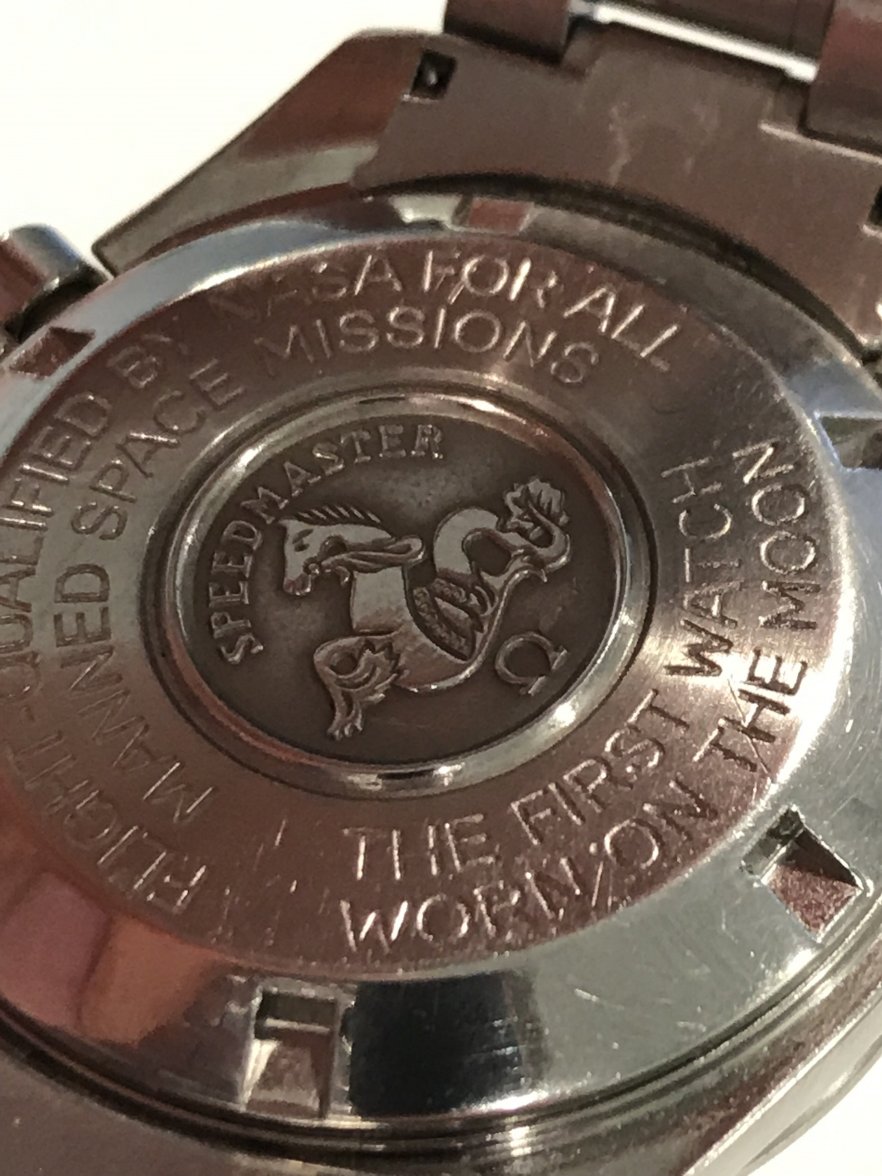 FLIGHT-QUALIFIED BY NASA FOR ALL
MANNED SPACE MISSIONS
THE FIRST WATCH
WORN ON THE MOON
SPEEDMASTER
Ω